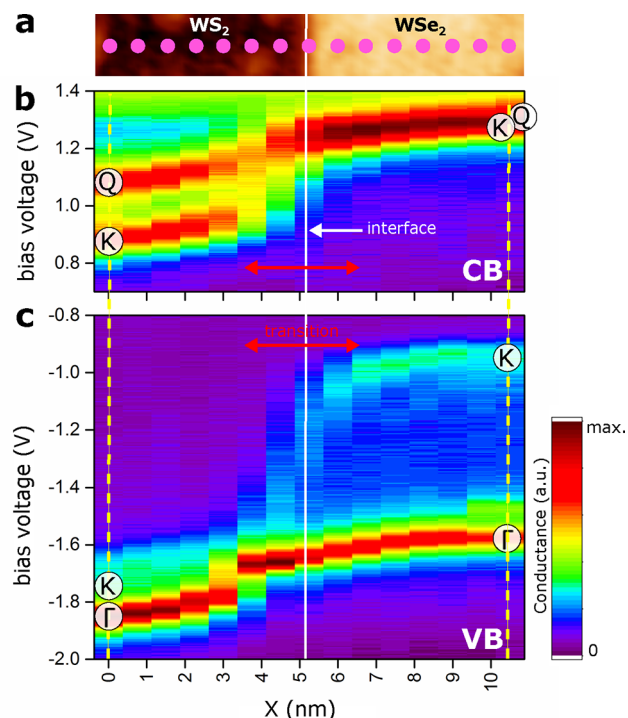 a
WS2
WSe2
b
1.4
1.2
1.0
0.8
bias voltage (V)
Q
K
K
Q
interface
CB
c
-0.8
-1.0
-1.2
-1.4
-1.6
-1.8
-2.0
bias voltage (V)
transition
K
Γ
K
Γ
VB
0
1
2
3
4
5
6
7
8
9
10
X (nm)
max.
0
Conductance (a.u.)